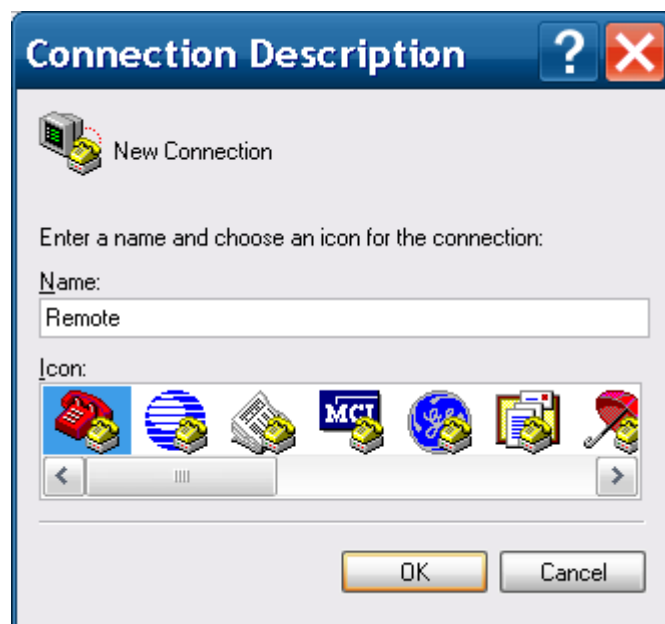 Connection Description
New Connection
Enter a name and choose an icon for the connection:
Name:
Remote
Icon:
MCI
OK Cancel